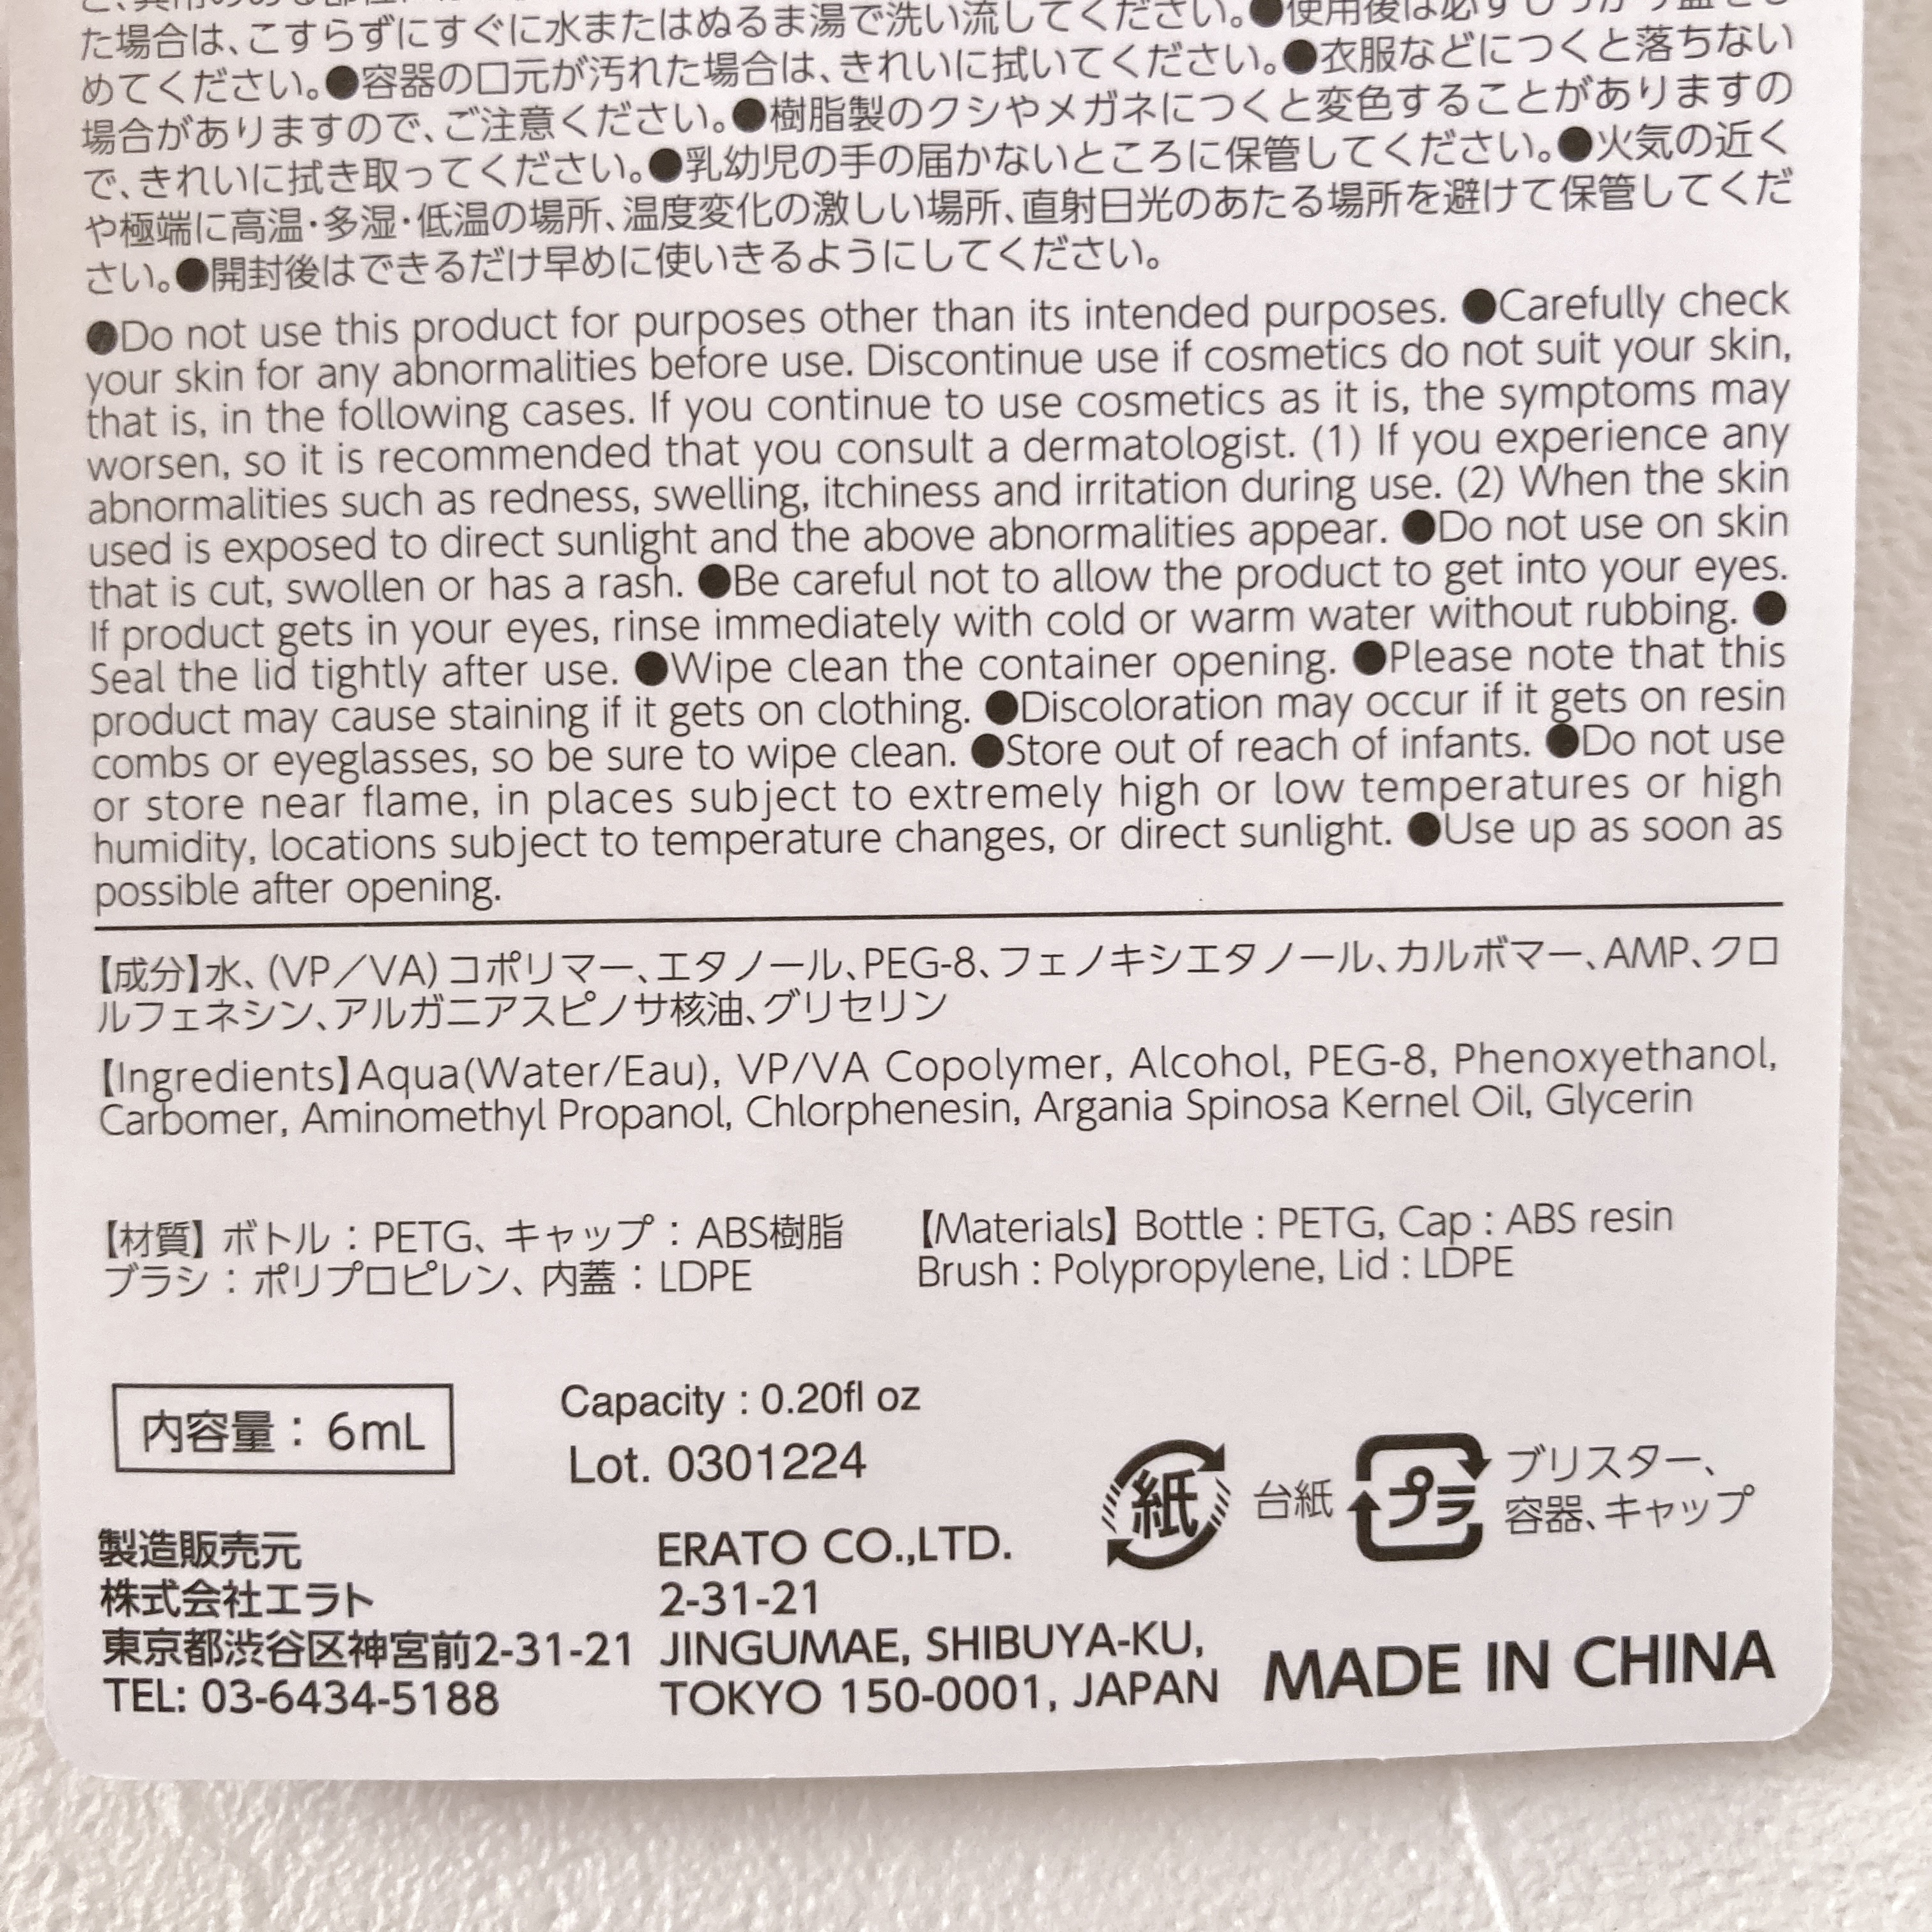 た場合は、こすらずにすぐに水またはぬるま湯で洗い流してください。●使用後は必ずしっかり蓋をし
めてください。●容器の口元が汚れた場合は、きれいに拭いてください。●衣服などにつくと落ちない
場合がありますので、ご注意ください。●樹脂製のクシやメガネにつくと変色することがありますの
で、きれいに拭き取ってください。●乳幼児の手の届かないところに保管してください。●火気の近く
や極端に高温・多湿・低温の場所、温度変化の激しい場所、直射日光のあたる場所を避けて保管してくだ
さい。●開封後はできるだけ早めに使いきるようにしてください。
●Do not use this product for purposes other than its intended purposes. ●Carefully check
your skin for any abnormalities before use. Discontinue use if cosmetics do not suit your skin,
that is, in the following cases. If you continue to use cosmetics as it is, the symptoms may
worsen, so it is recommended that you consult a dermatologist. (1) If you experience any
abnormalities such as redness, swelling, itchiness and irritation during use. (2) When the skin
used is exposed to direct sunlight and the above abnormalities appear. ●Do not use on skin
that is cut, swollen or has a rash. ●Be careful not to allow the product to get into your eyes.
If product gets in your eyes, rinse immediately with cold or warm water without rubbing. ●
Seal the lid tightly after use. ●Wipe clean the container opening. ●Please note that this
product may cause staining if it gets on clothing. ●Discoloration may occur if it gets on resin
combs or eyeglasses, so be sure to wipe clean. ●Store out of reach of infants. ●Do not use
or store near flame, in places subject to extremely high or low temperatures or high
humidity, locations subject to temperature changes, or direct sunlight. ●Use up as soon as
possible after opening.
【成分】水、(VP／VA)コポリマー、エタノール、PEG-8、フェノキシエタノール、カルボマー、AMP、クロ
ルフェネシン、アルガニアスピノサ核油、グリセリン
【Ingredients】Aqua(Water/Eau), VP/VA Copolymer, Alcohol, PEG-8, Phenoxyethanol,
Carbomer, Aminomethyl Propanol, Chlorphenesin, Argania Spinosa Kernel Oil, Glycerin
【材質】ボトル：PETG、キャップ：ABS樹脂
ブラシ：ポリプロピレン、内蓋：LDPE
【Materials】Bottle : PETG, Cap : ABS resin
Brush : Polypropylene, Lid : LDPE
内容量：6mL
Capacity : 0.20fl oz
Lot. 0301224
紙
台紙
プラ
ブリスター、
容器、キャップ
製造販売元
株式会社エラト
東京都渋谷区神宮前2-31-21
TEL: 03-6434-5188
ERATO CO.,LTD.
2-31-21
JINGUMAE, SHIBUYA-KU,
TOKYO 150-0001, JAPAN
MADE IN CHINA